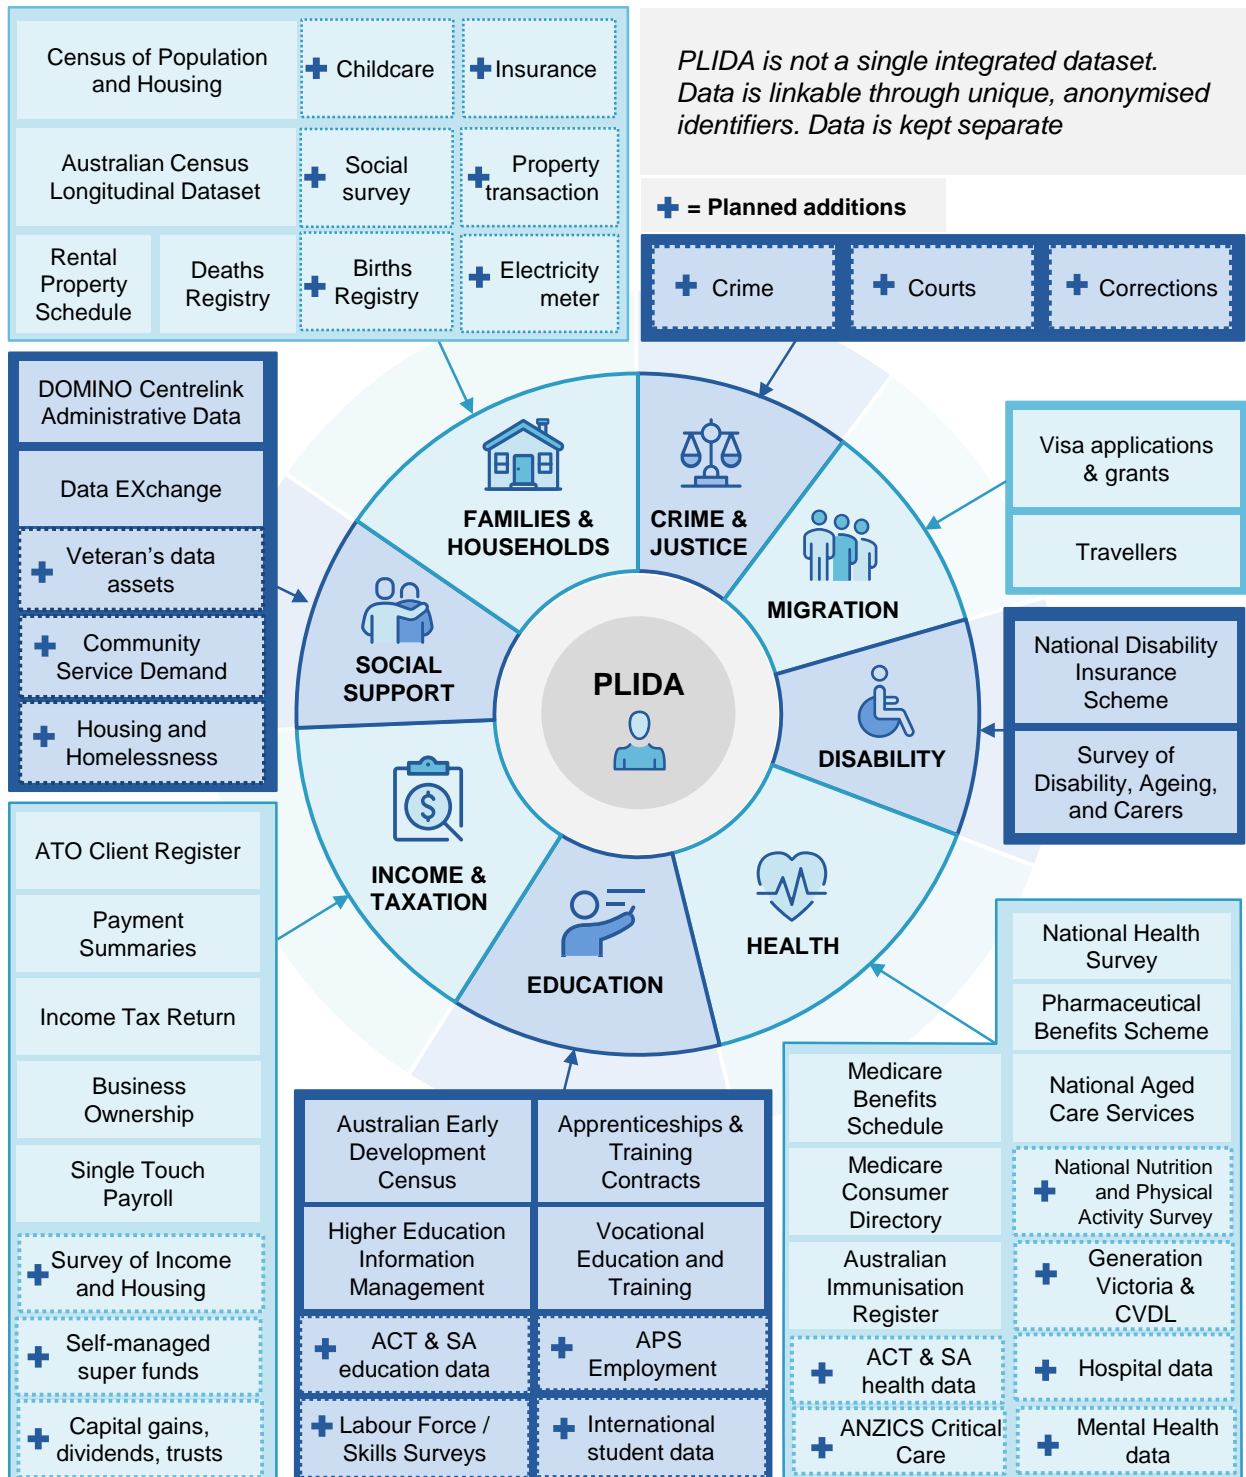 Census of Population
and Housing
Childcare
Insurance
Australian Census
Longitudinal Dataset
Social
survey
Property
transaction
Rental
Property
Schedule
Deaths
Registry
Births
Registry
Electricity
meter
PLIDA is not a single integrated dataset.
Data is linkable through unique, anonymised
identifiers. Data is kept separate
= Planned additions
Crime
Courts
Corrections
DOMINO Centrelink
Administrative Data
Data EXchange
Veteran's data
assets
Community
Service Demand
Housing and
Homelessness
FAMILIES &
HOUSEHOLDS
CRIME &
JUSTICE
MIGRATION
SOCIAL
SUPPORT
PLIDA
DISABILITY
INCOME &
TAXATION
EDUCATION
HEALTH
$
Visa applications
& grants
Travellers
National Disability
Insurance
Scheme
Survey of
Disability, Ageing,
and Carers
ATO Client Register
Payment
Summaries
Income Tax Return
Business
Ownership
Single Touch
Payroll
Survey of Income
and Housing
Self-managed
super funds
Capital gains,
dividends, trusts
Australian Early
Development
Census
Apprenticeships &
Training
Contracts
Higher Education
Information
Management
Vocational
Education and
Training
ACT & SA
education data
APS
Employment
Labour Force /
Skills Surveys
International
student data
National Health
Survey
Pharmaceutical
Benefits Scheme
Medicare
Benefits
Schedule
National Aged
Care Services
Medicare
Consumer
Directory
National Nutrition
and Physical
Activity Survey
Australian
Immunisation
Register
Generation
Victoria &
CVDL
ACT & SA
health data
Hospital data
ANZICS Critical
Care
Mental Health
data